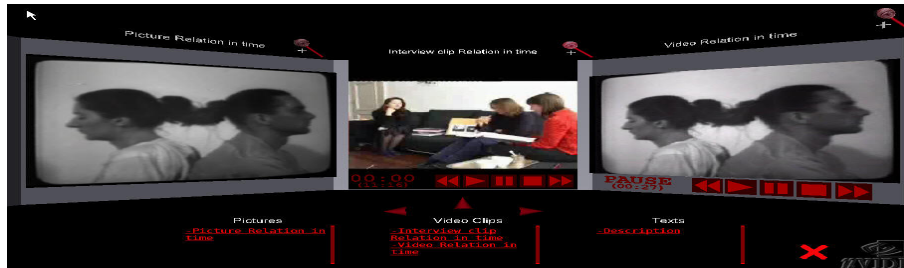 Picture Relation in time
Interview clip Relation in time
Video Relation in time
00:00
PAUSE
(00:27)
Pictures
Video Clips
Texts
-Picture Relation in
time
-Interview clip
Relation in time
-Video Relation in
time
-Description